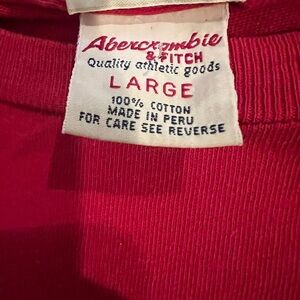 Abercrombie
& FITCH
Quality athletic goods
LARGE
100% COTTON
MADE IN PERU
FOR CARE SEE REVERSE